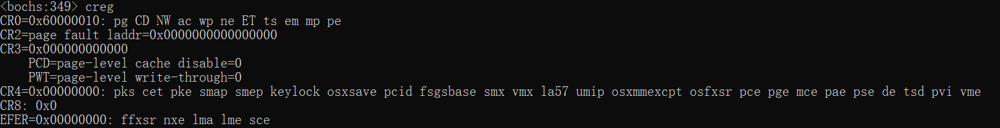 <bochs:349> creg
CR0=0x60000010: pg CD NW ac wp ne ET ts em mp pe
CR2=page fault laddr=0x0000000000000000
CR3=0x000000000000
    PCD=page-level cache disable=0
    PWT=page-level write-through=0
CR4=0x00000000: pks cet pke smap smep keylock osxsave pcid fsgsbase smx vmx la57 umip osxmmexcpt osfxsr pce pge mce pae pse de tsd pvi vme
CR8: 0x0
EFER=0x00000000: ffxsr nxe lma lme sce